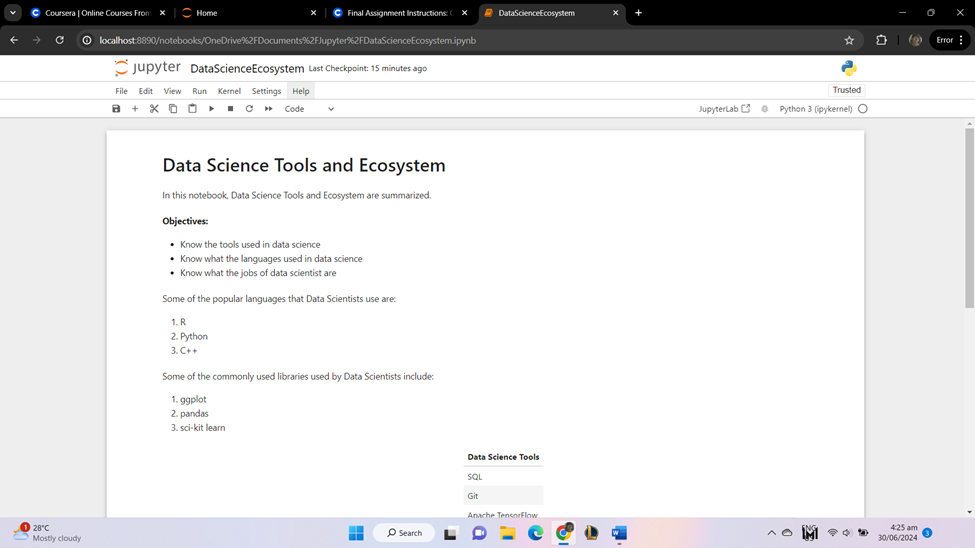 Coursera | Online Courses From
Home
Final Assignment Instructions: C
DataScienceEcosystem
localhost:8890/notebooks/OneDrive%2FDocuments%2FJupyter%2FDataScienceEcosystem.ipynb
Error
jupyter DataScienceEcosystem Last Checkpoint: 15 minutes ago
File Edit View Run Kernel Settings Help
Trusted
Code
JupyterLab
Python 3 (ipykernel)
Data Science Tools and Ecosystem
In this notebook, Data Science Tools and Ecosystem are summarized.
Objectives:
• Know the tools used in data science
• Know what the languages used in data science
• Know what the jobs of data scientist are
Some of the popular languages that Data Scientists use are:
1. R
2. Python
3. C++
Some of the commonly used libraries used by Data Scientists include:
1. ggplot
2. pandas
3. sci-kit learn
Data Science Tools
SQL
Git
Apache TensorFlow
1
28°C
Mostly cloudy
Search
ENG
4:25 am
30/06/2024
3